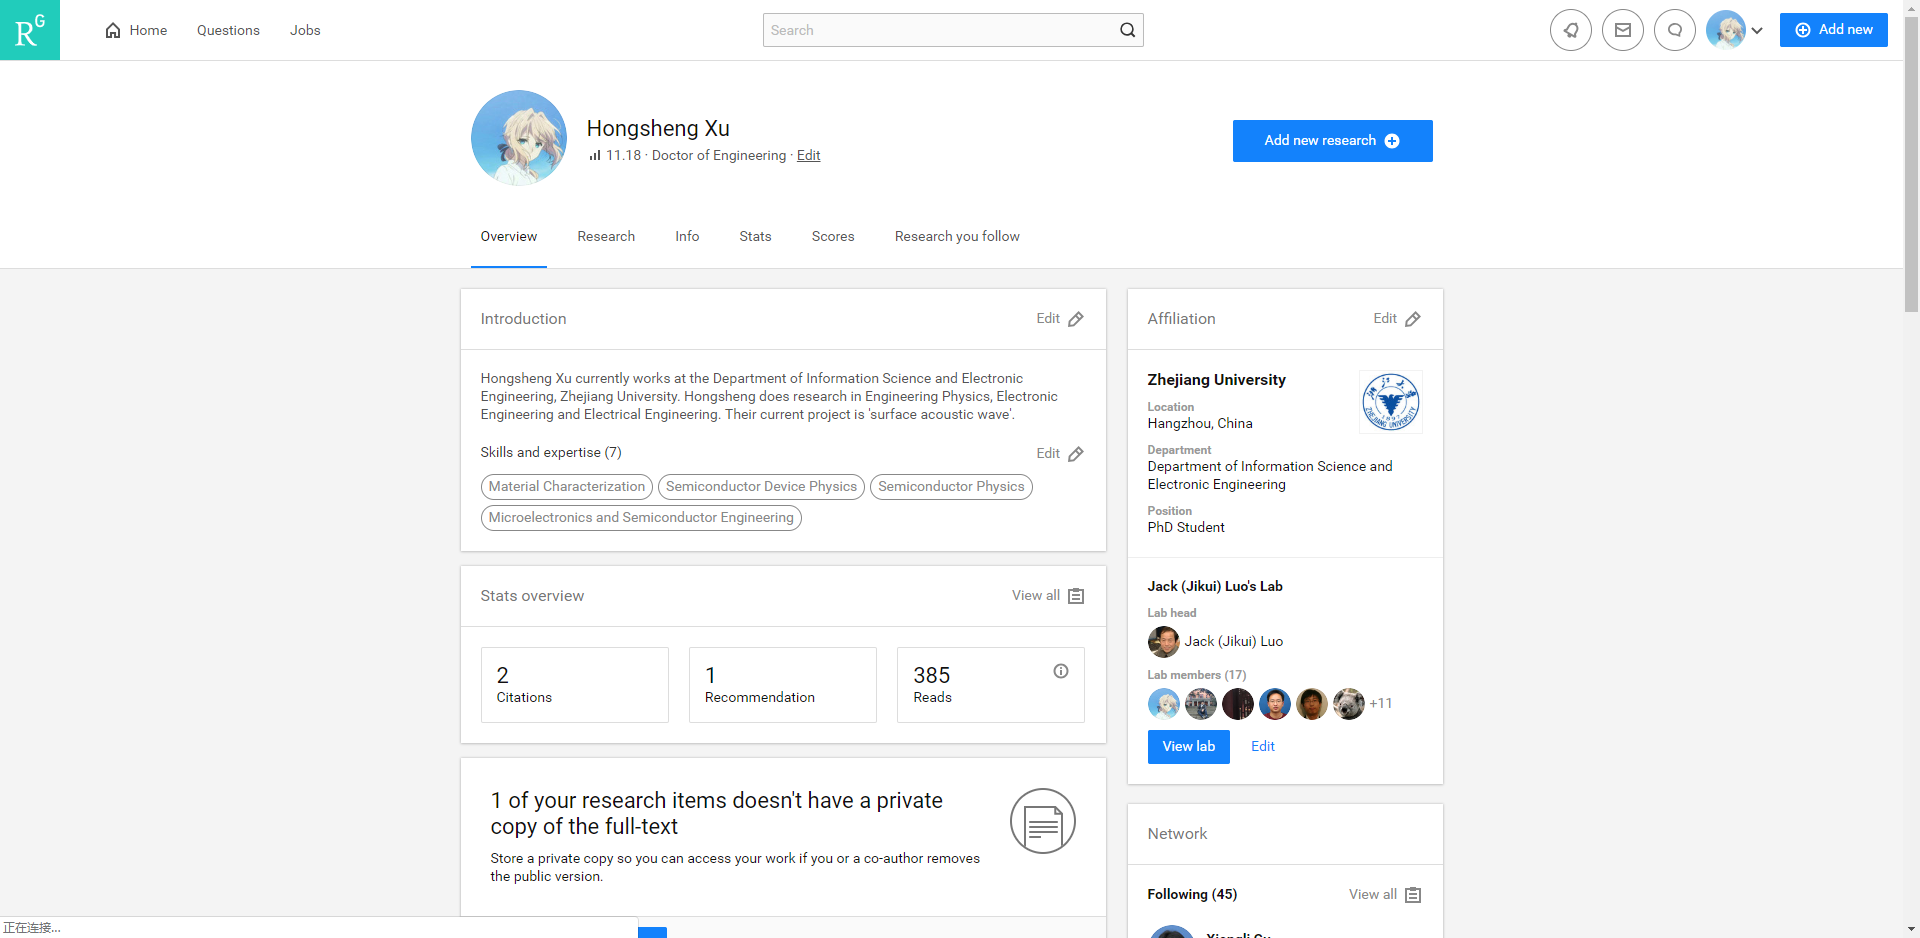 RG
Home
Questions
Jobs
Search
Add new
Hongsheng Xu
11.18 · Doctor of Engineering · Edit
Add new research
Overview
Research
Info
Stats
Scores
Research you follow
Introduction
Edit
Hongsheng Xu currently works at the Department of Information Science and Electronic
Engineering, Zhejiang University. Hongsheng does research in Engineering Physics, Electronic
Engineering and Electrical Engineering. Their current project is 'surface acoustic wave'.
Skills and expertise (7)
Edit
Material Characterization
Semiconductor Device Physics
Semiconductor Physics
Microelectronics and Semiconductor Engineering
Stats overview
View all
2
Citations
1
Recommendation
385
Reads
1 of your research items doesn't have a private
copy of the full-text
Store a private copy so you can access your work if you or a co-author removes
the public version.
正在连接...
Affiliation
Edit
Zhejiang University
ZHEJIANG UNIVERSITY
1897
Location
Hangzhou, China
Department
Department of Information Science and
Electronic Engineering
Position
PhD Student
Jack (Jikui) Luo's Lab
Lab head
Jack (Jikui) Luo
Lab members (17)
+11
View lab
Edit
Network
Following (45)
View all